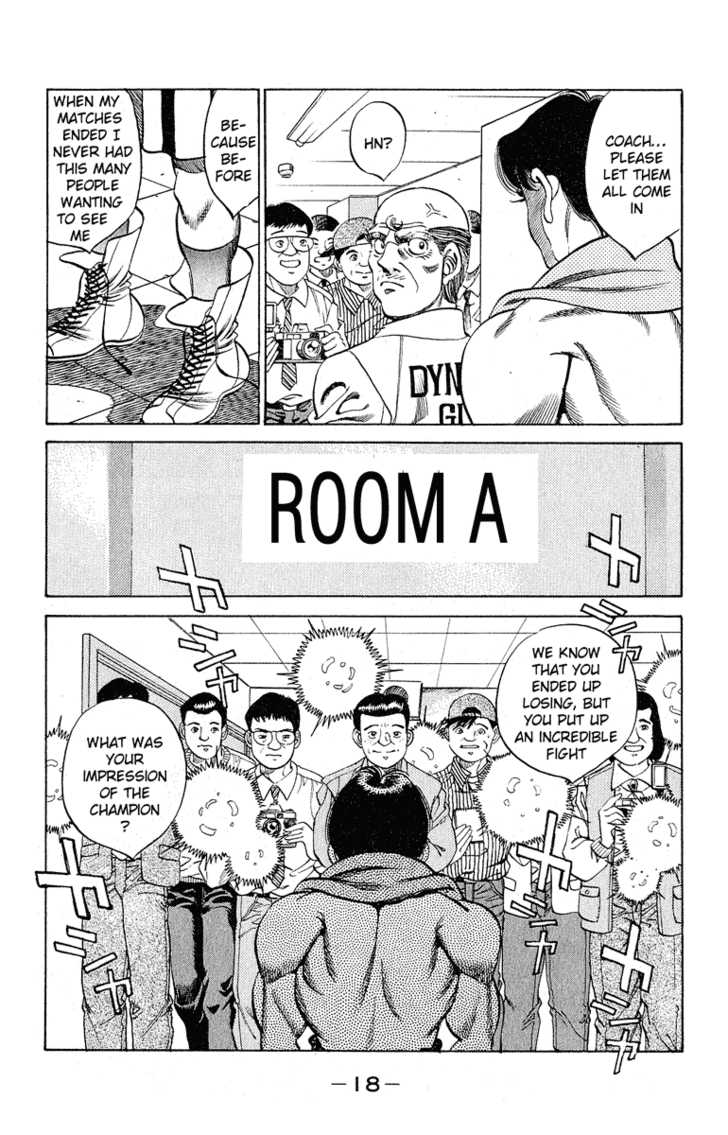 COACH...
PLEASE
LET THEM
ALL COME
IN
HN?
DYN
BE-
CAUSE
BE-
FORE
WHEN MY
MATCHES
ENDED I
NEVER HAD
THIS MANY
PEOPLE
WANTING
TO SEE
ME
ROOM A
WE KNOW
THAT YOU
ENDED UP
LOSING, BUT
YOU PUT UP
AN INCREDIBLE
FIGHT
WHAT WAS
YOUR
IMPRESSION
OF THE
CHAMPION
?
-18-